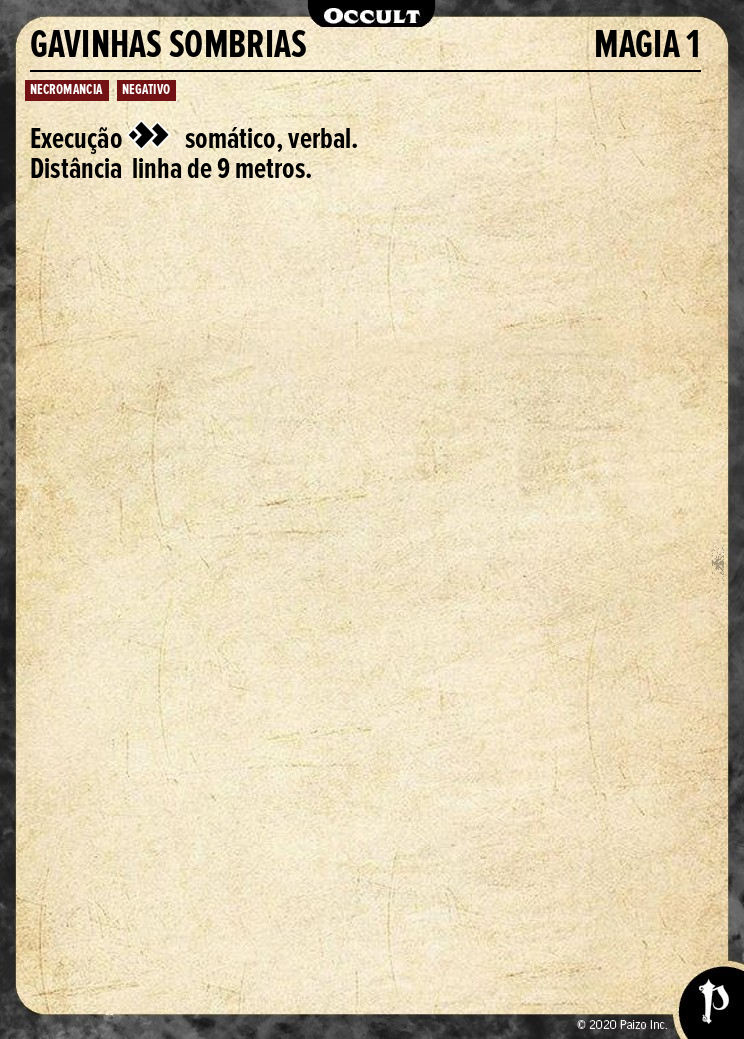 OCCULT
GAVINHAS SOMBRIAS MAGIA 1
NECROMANCIA NEGATIVO
Execução somático, verbal.
Distância linha de 9 metros.
© 2020 Paizo Inc.
P